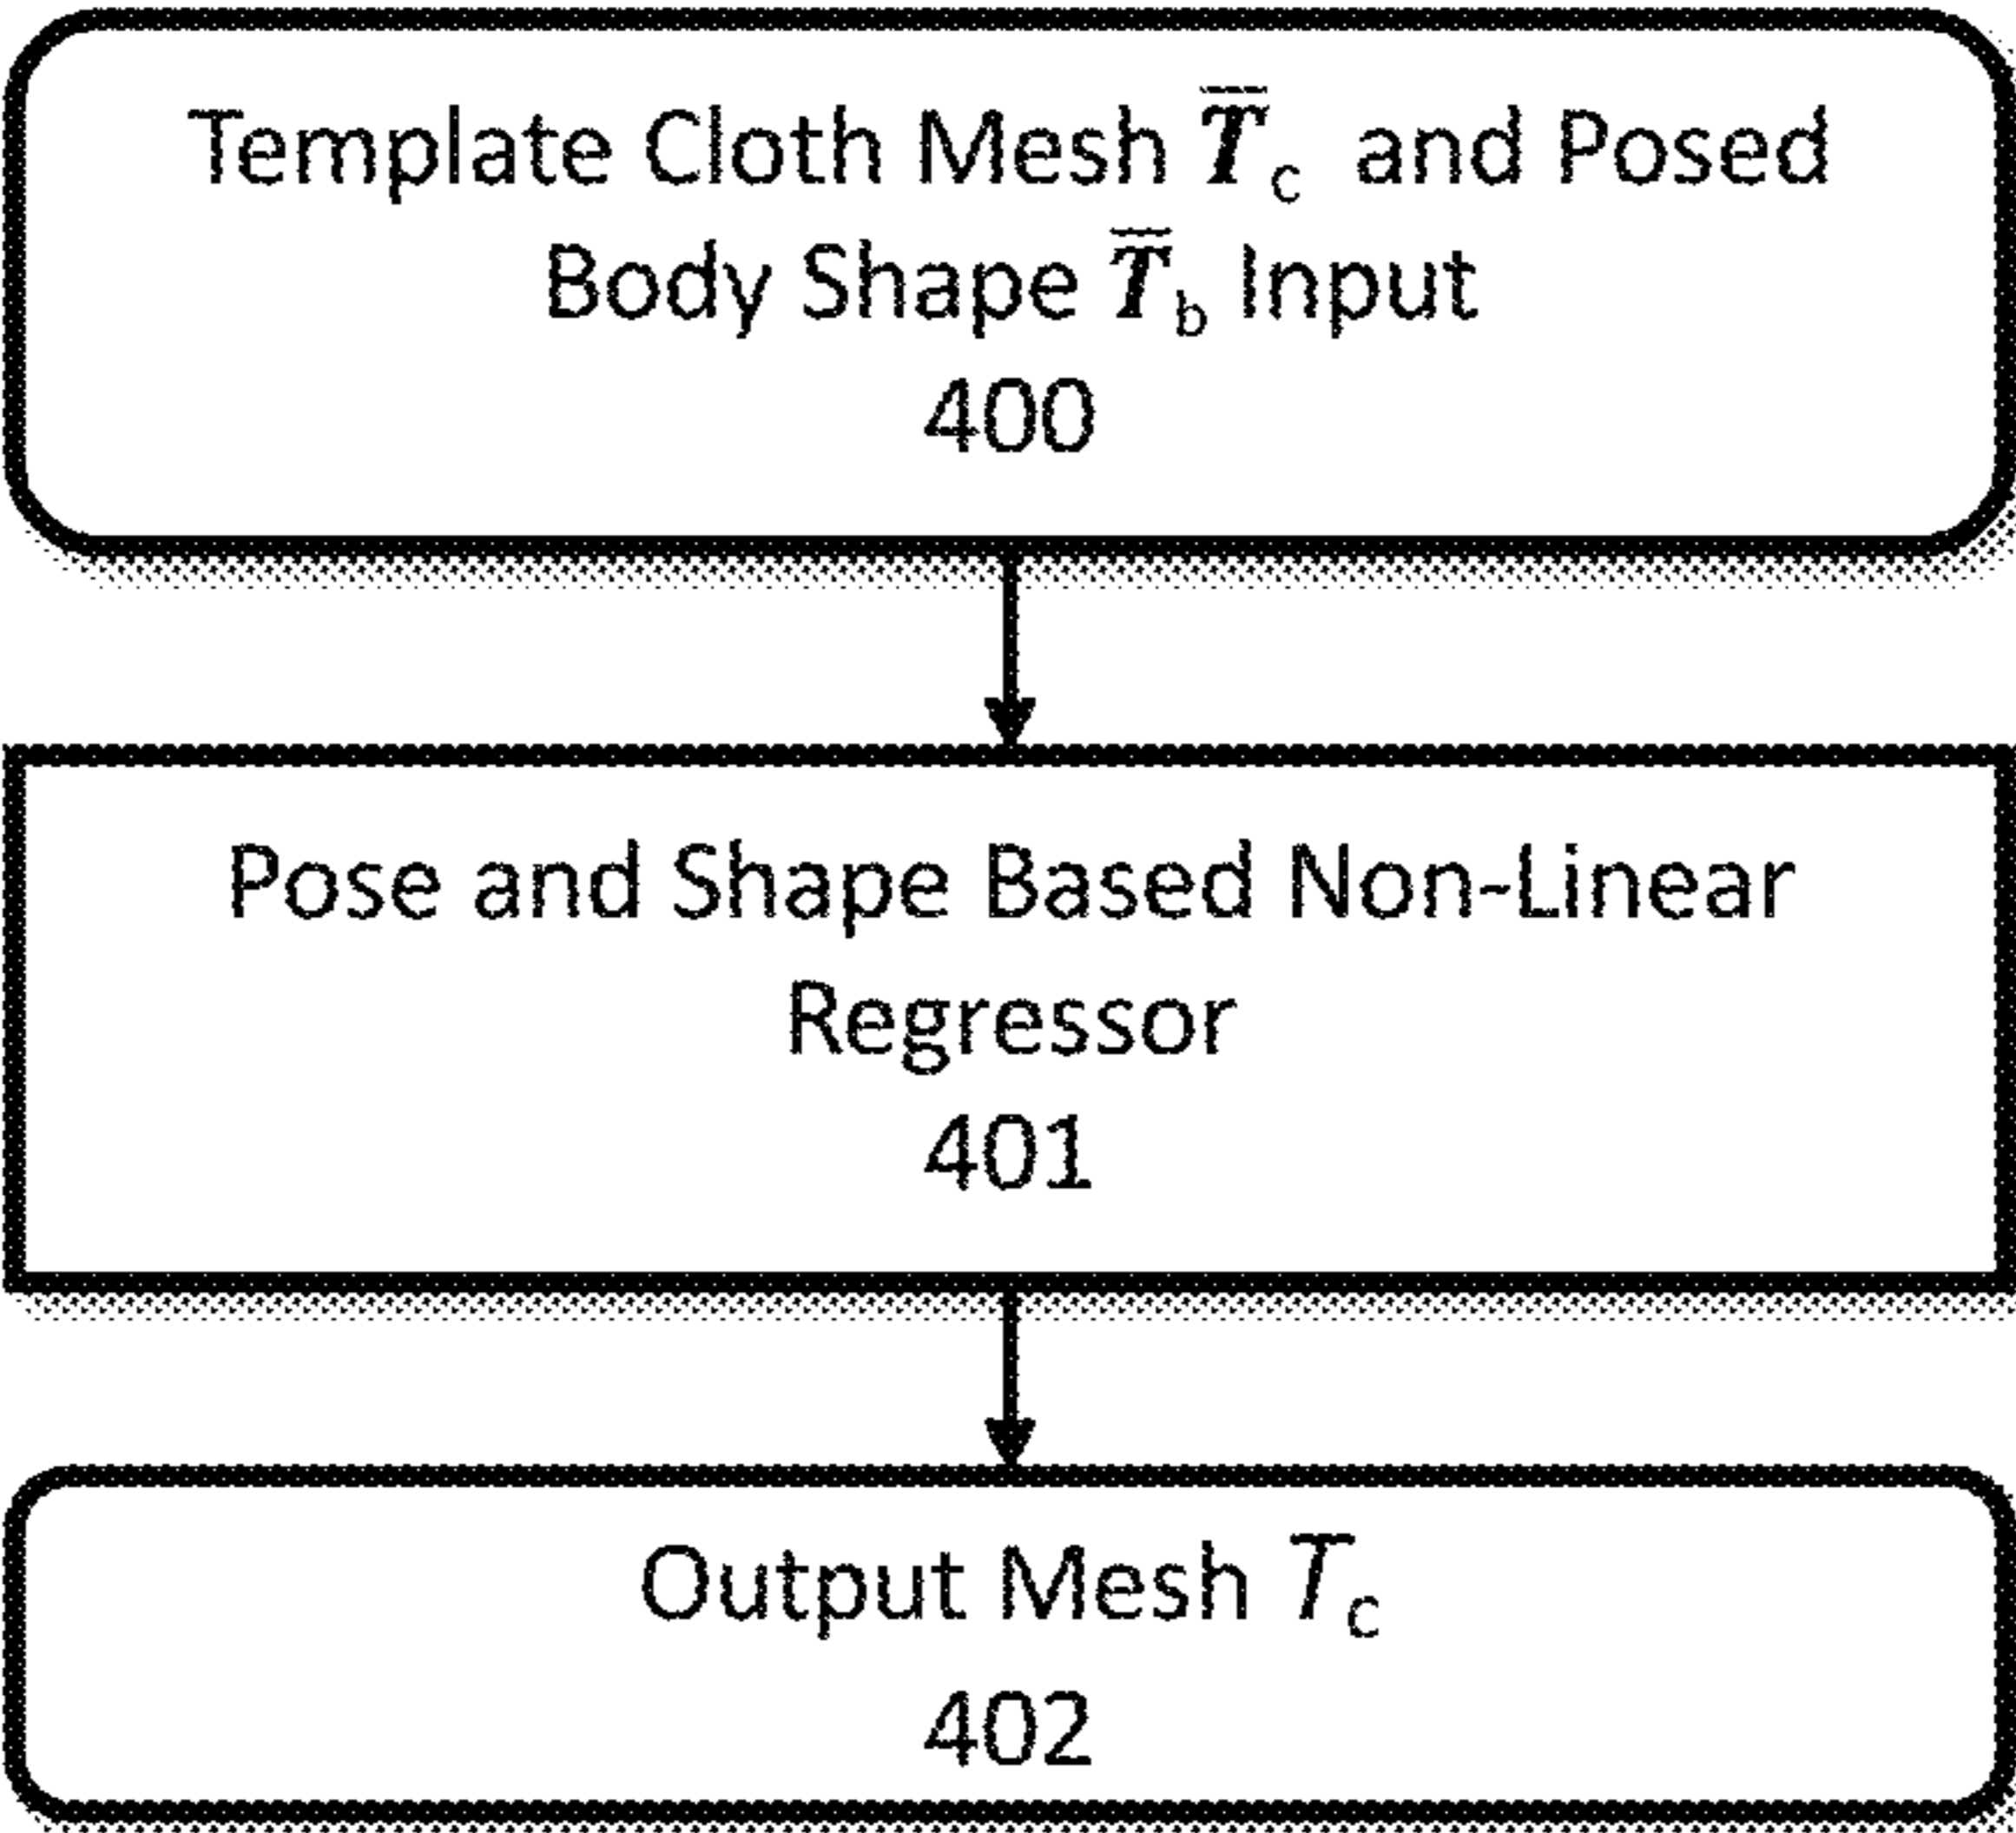 Template Cloth Mesh T̿c and Posed
Body Shape T̿b Input
400
Pose and Shape Based Non-Linear
Regressor
401
Output Mesh Tc
402